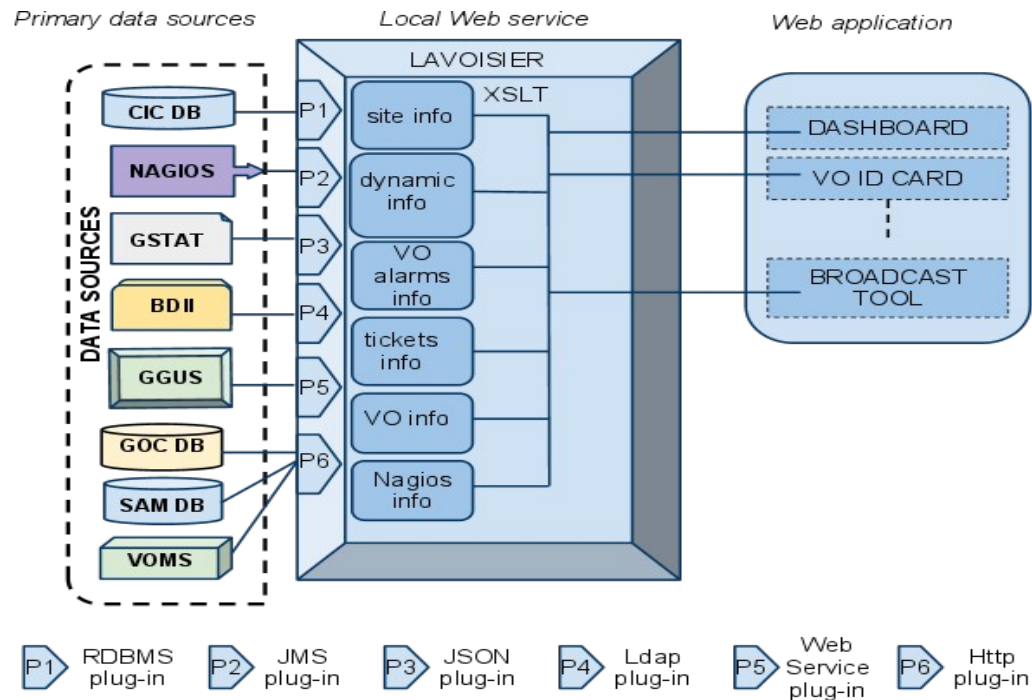 Primary data sources
Local Web service
Web application
LAVOISIER
XSLT
DATA SOURCES
CIC DB
NAGIOS
GSTAT
BDII
GGUS
GOC DB
SAM DB
VOMS
P1
P2
P3
P4
P5
P6
site info
dynamic
info
VO
alarms
info
tickets
info
VO info
Nagios
info
DASHBOARD
VO ID CARD
BROADCAST
TOOL
P1
RDBMS
plug-in
P2
JMS
plug-in
P3
JSON
plug-in
P4
Ldap
plug-in
P5
Web
Service
plug-in
P6
Http
plug-in